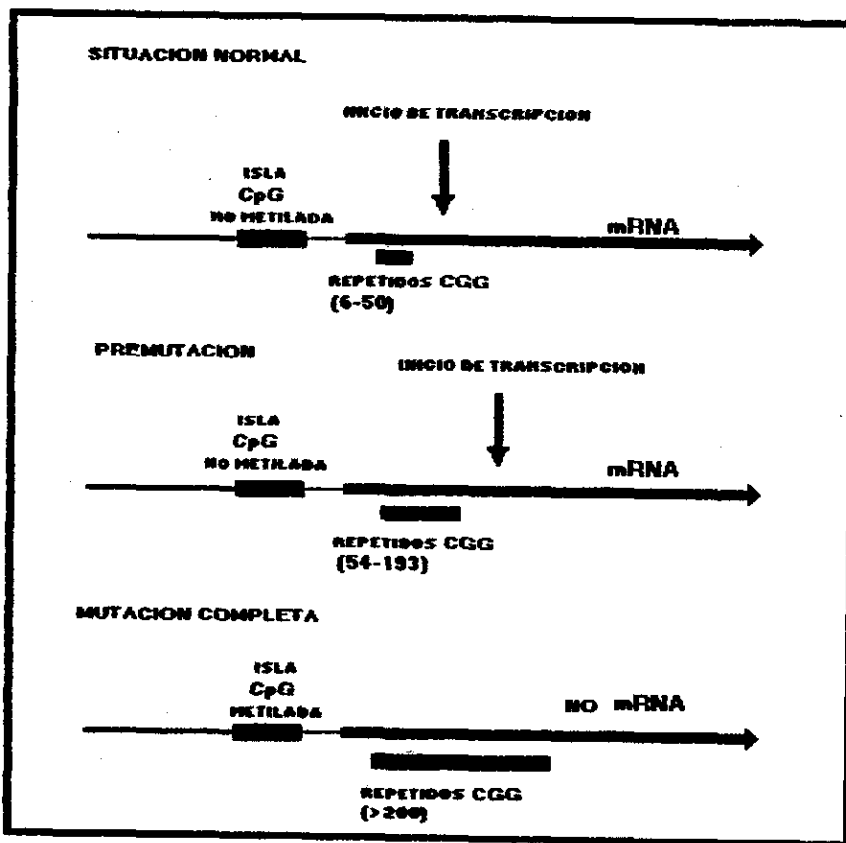 SITUACION NORMAL
INICIO DE TRANSCRIPCION
ISLA
CpG
NO METILADA
mRNA
REPETIDOS CGG
(6-50)
PREMUTACION
INICIO DE TRANSCRIPCION
ISLA
CpG
NO METILADA
mRNA
REPETIDOS CGG
(54-193)
MUTACION COMPLETA
ISLA
CpG
METILADA
NO mRNA
REPETIDOS CGG
(>200)